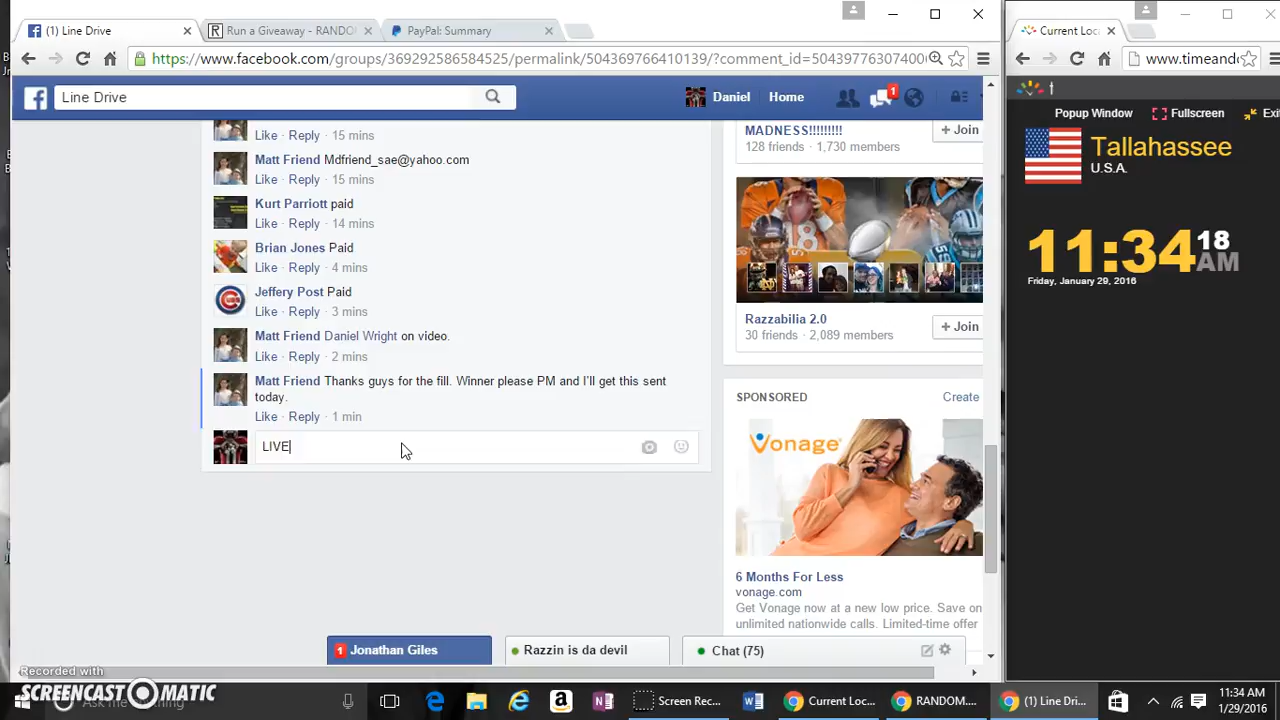 (1) Line Drive
Run a Giveaway - RANDOM
PayPal: Summary
Current Loc
https://www.facebook.com/groups/369292586584525/permalink/504369766410139/?comment_id=504397763074006
www.timeand
Line Drive
Daniel
Home
1
Popup Window
Fullscreen
Exi
Like · Reply · 15 mins
MADNESS!!!!!!!!!
+ Join
128 friends · 1,730 members
Matt Friend Mdfriend_sae@yahoo.com
Like · Reply · 15 mins
Kurt Parriott paid
Like · Reply · 14 mins
Brian Jones Paid
Like · Reply · 4 mins
Jeffery Post Paid
Like · Reply · 3 mins
Matt Friend Daniel Wright on video.
Like · Reply · 2 mins
Matt Friend Thanks guys for the fill. Winner please PM and I'll get this sent
today.
Like · Reply · 1 min
LIVE
Razzabilia 2.0
+ Join
30 friends · 2,089 members
SPONSORED
Create
Vonage
6 Months For Less
vonage.com
Get Vonage now at a new low price. Save on
unlimited nationwide calls. Limited-time offer
1 Jonathan Giles
Razzin is da devil
Chat (75)
Tallahassee
U.S.A.
11:34 18 AM
Friday, January 29, 2016
Recorded with
SCREENCAST-O-MATIC
Ask me anything
Screen Rec...
Current Loc...
RANDOM....
(1) Line Dri...
11:34 AM
1/29/2016